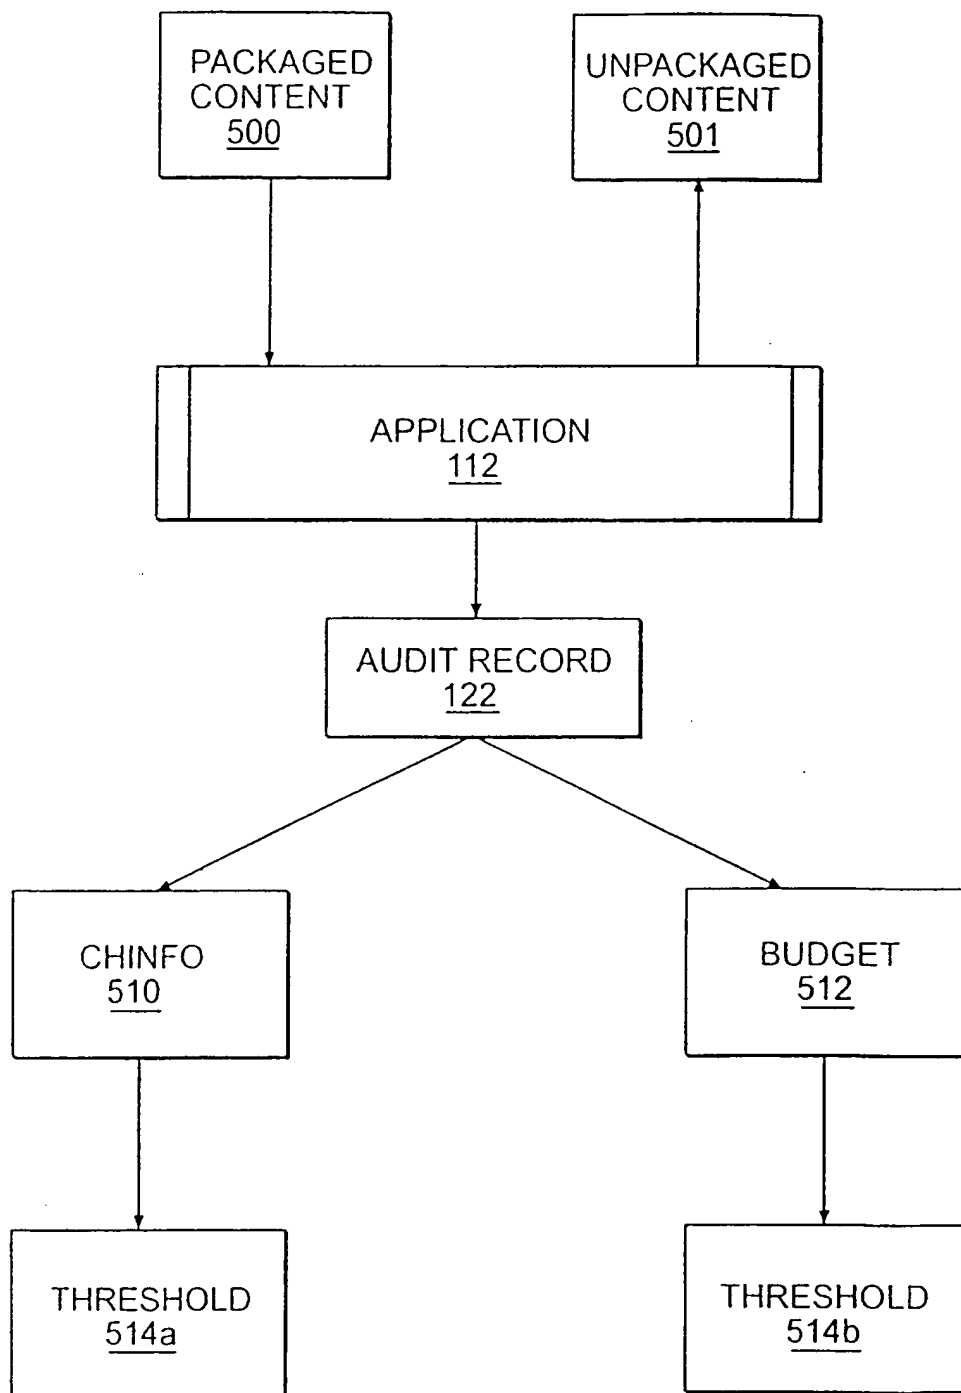 PACKAGED
CONTENT
500
UNPACKAGED
CONTENT
501
APPLICATION
112
AUDIT RECORD
122
CHINFO
510
BUDGET
512
THRESHOLD
514a
THRESHOLD
514b